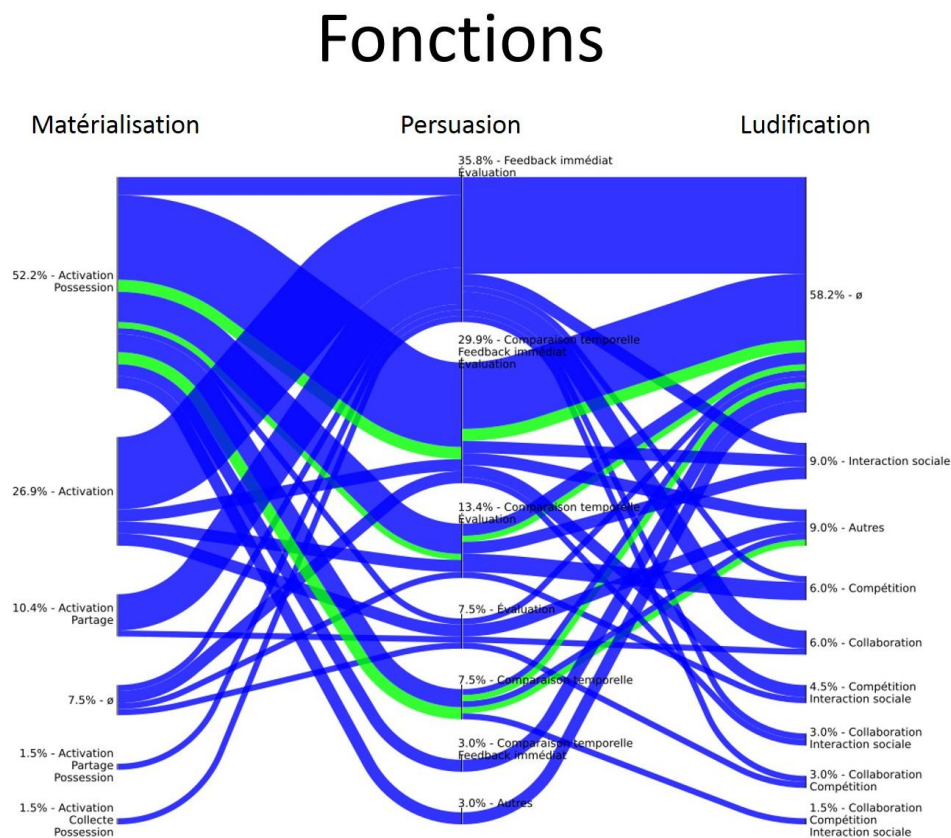 Fonctions
Matérialisation
Persuasion
Ludification
52.2% - Activation
Possession
26.9% - Activation
10.4% - Activation
Partage
7.5% - ø
1.5% - Activation
Partage
Possession
1.5% - Activation
Collecte
Possession
35.8% - Feedback immédiat
Évaluation
29.9% - Comparaison temporelle
Feedback immédiat
Évaluation
13.4% - Comparaison temporelle
Évaluation
7.5% - Évaluation
7.5% - Comparaison temporelle
3.0% - Comparaison temporelle
Feedback immédiat
3.0% - Autres
58.2% - ø
9.0% - Interaction sociale
9.0% - Autres
6.0% - Compétition
6.0% - Collaboration
4.5% - Compétition
Interaction sociale
3.0% - Collaboration
Interaction sociale
3.0% - Collaboration
Compétition
1.5% - Collaboration
Compétition
Interaction sociale